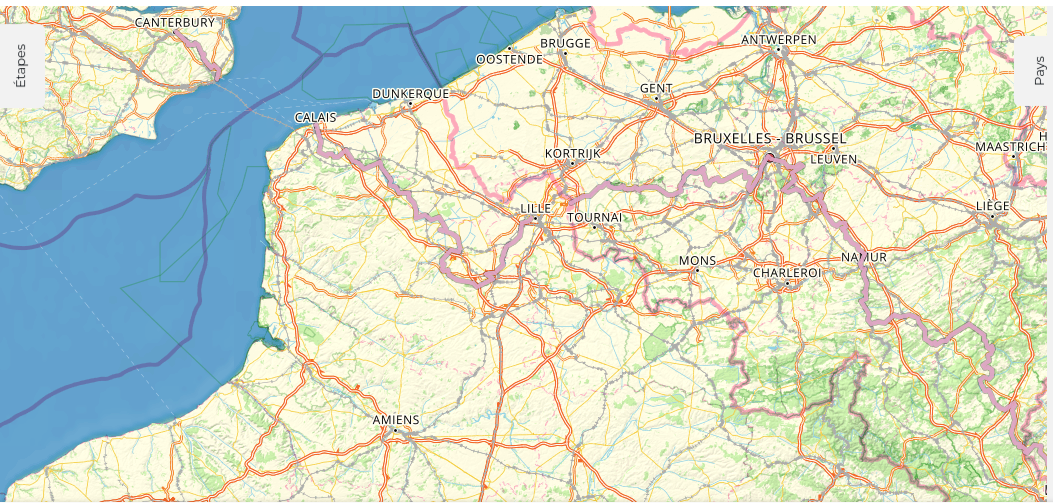 CANTERBURY
Étapes
BRUGGE
ANTWERPEN
OOSTENDE
Pays
DUNKERQUE
GENT
CALAIS
BRUXELLES - BRUSSEL
KORTRIJK
LEUVEN
MAASTRICH
LILLE
TOURNAI
LIÈGE
MONS
NAMUR
CHARLEROI
AMIENS